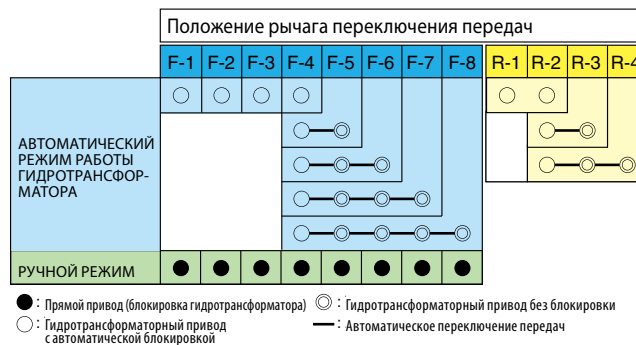 Положение рычага переключения передач
F-1 F-2 F-3 F-4 F-5 F-6 F-7 F-8 R-1 R-2 R-3 R-4
АВТОМАТИЧЕСКИЙ
РЕЖИМ РАБОТЫ
ГИДРОТРАНСФОР-
МАТОРА
РУЧНОЙ РЕЖИМ
: Прямой привод (блокировка гидротрансформатора)
: Гидротрансформаторный привод без блокировки
: Гидротрансформаторный привод
с автоматической блокировкой
: Автоматическое переключение передач